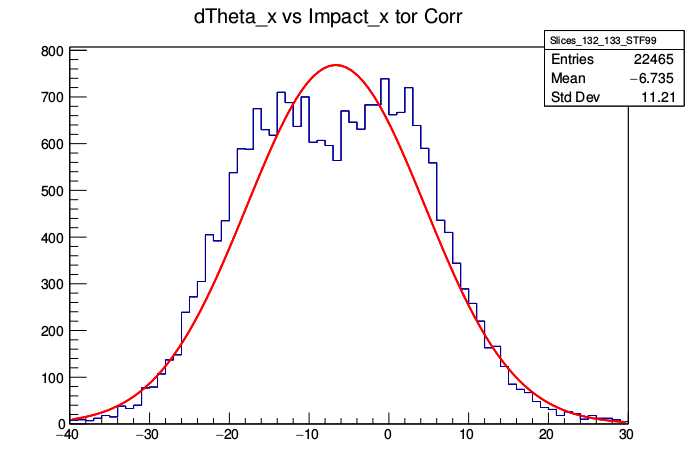 dTheta_x vs Impact_x tor Corr
Slices_132_133_STF99
Entries 22465
Mean −6.735
Std Dev 11.21
800
700
600
500
400
300
200
100
0
−40 −30 −20 −10 0 10 20 30